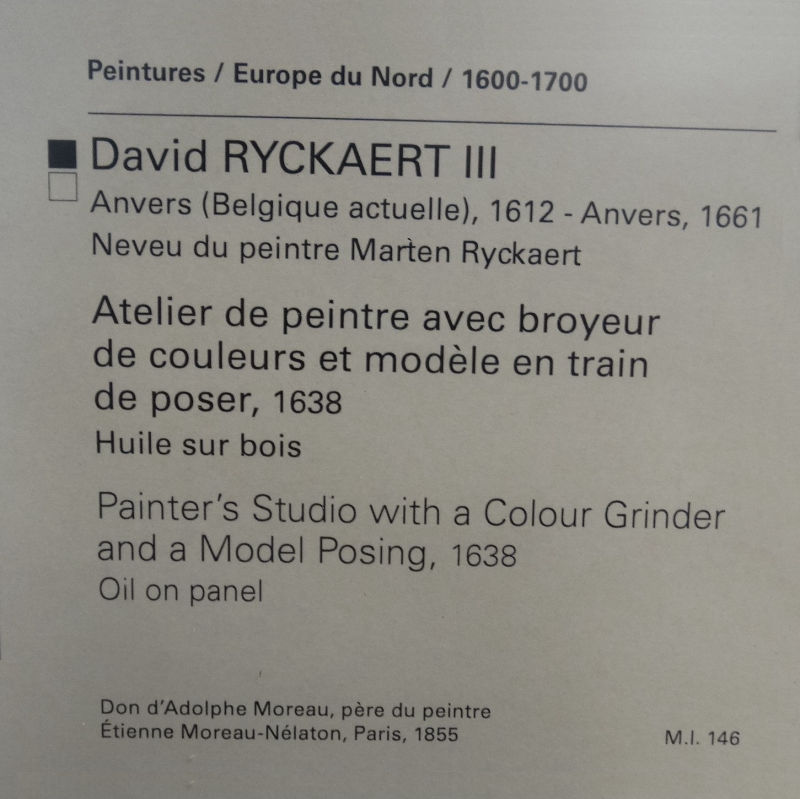 Peintures / Europe du Nord / 1600-1700
David RYCKAERT III
Anvers (Belgique actuelle), 1612 - Anvers, 1661
Neveu du peintre Marten Ryckaert
Atelier de peintre avec broyeur
de couleurs et modèle en train
de poser, 1638
Huile sur bois
Painter's Studio with a Colour Grinder
and a Model Posing, 1638
Oil on panel
Don d'Adolphe Moreau, père du peintre
Étienne Moreau-Nélaton, Paris, 1855
M.I. 146